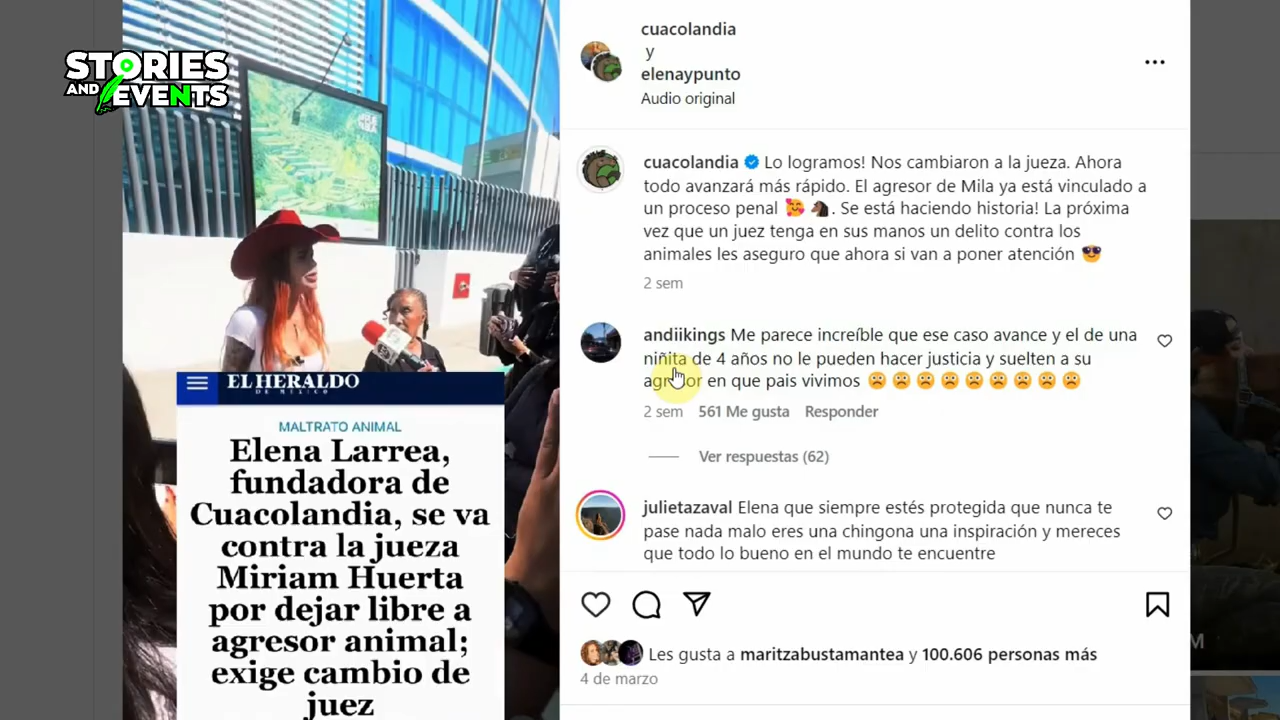 STORIES
AND EVENTS
EL HERALDO
DE MÉXICO
MALTRATO ANIMAL
Elena Larrea,
fundadora de
Cuacolandia, se va
contra la jueza
Miriam Huerta
por dejar libre a
agresor animal;
exige cambio de
juez
cuacolandia
y
elenaypunto
Audio original
cuacolandia Lo logramos! Nos cambiaron a la jueza. Ahora
todo avanzará más rápido. El agresor de Mila ya está vinculado a
un proceso penal 🥰 🐴. Se está haciendo historia! La próxima
vez que un juez tenga en sus manos un delito contra los
animales les aseguro que ahora si van a poner atención 😎
2 sem
andiikings Me parece increíble que ese caso avance y el de una
niñita de 4 años no le pueden hacer justicia y suelten a su
agresor en que pais vivimos 😢 😢 😢 😢 😢 😢 😢 😢 😢
2 sem 561 Me gusta Responder
Ver respuestas (62)
julietazaval Elena que siempre estés protegida que nunca te
pase nada malo eres una chingona una inspiración y mereces
que todo lo bueno en el mundo te encuentre
Les gusta a maritzabustamantea y 100.606 personas más
4 de marzo